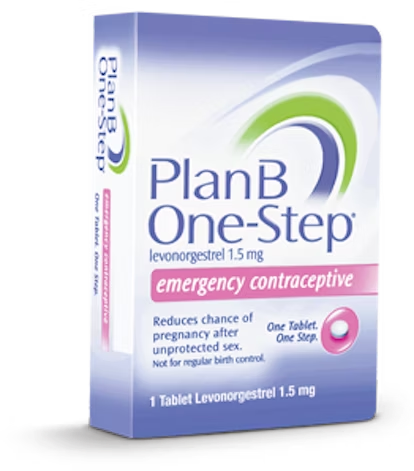 PlanB
One-Step®
emergency contraceptive
One Tablet. One Step.
PlanB
One-Step®
levonorgestrel 1.5 mg
emergency contraceptive
Reduces chance of
pregnancy after
unprotected sex.
Not for regular birth control.
One Tablet.
One Step.
1 Tablet Levonorgestrel 1.5 mg